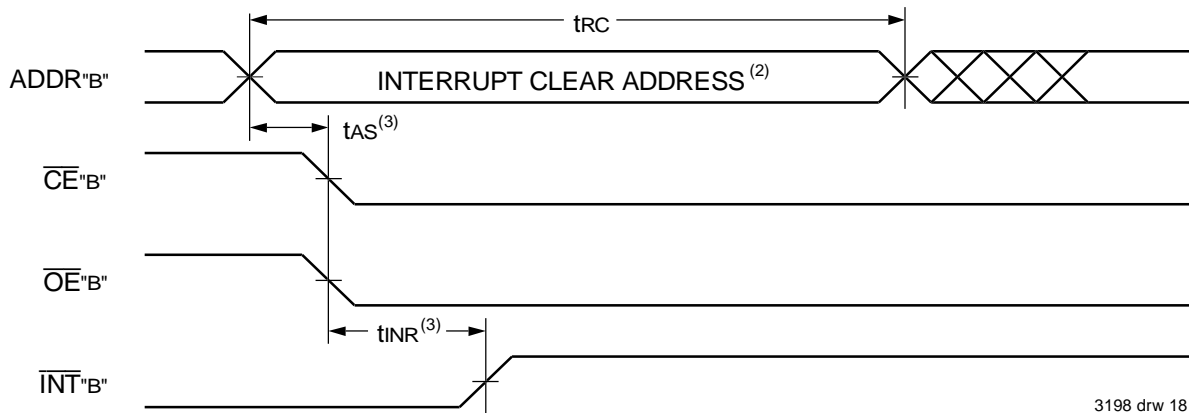 tRC
ADDR"B"
INTERRUPT CLEAR ADDRESS(2)
tAS(3)
CE"B"
OE"B"
tINR(3)
INT"B"
3198 drw 18